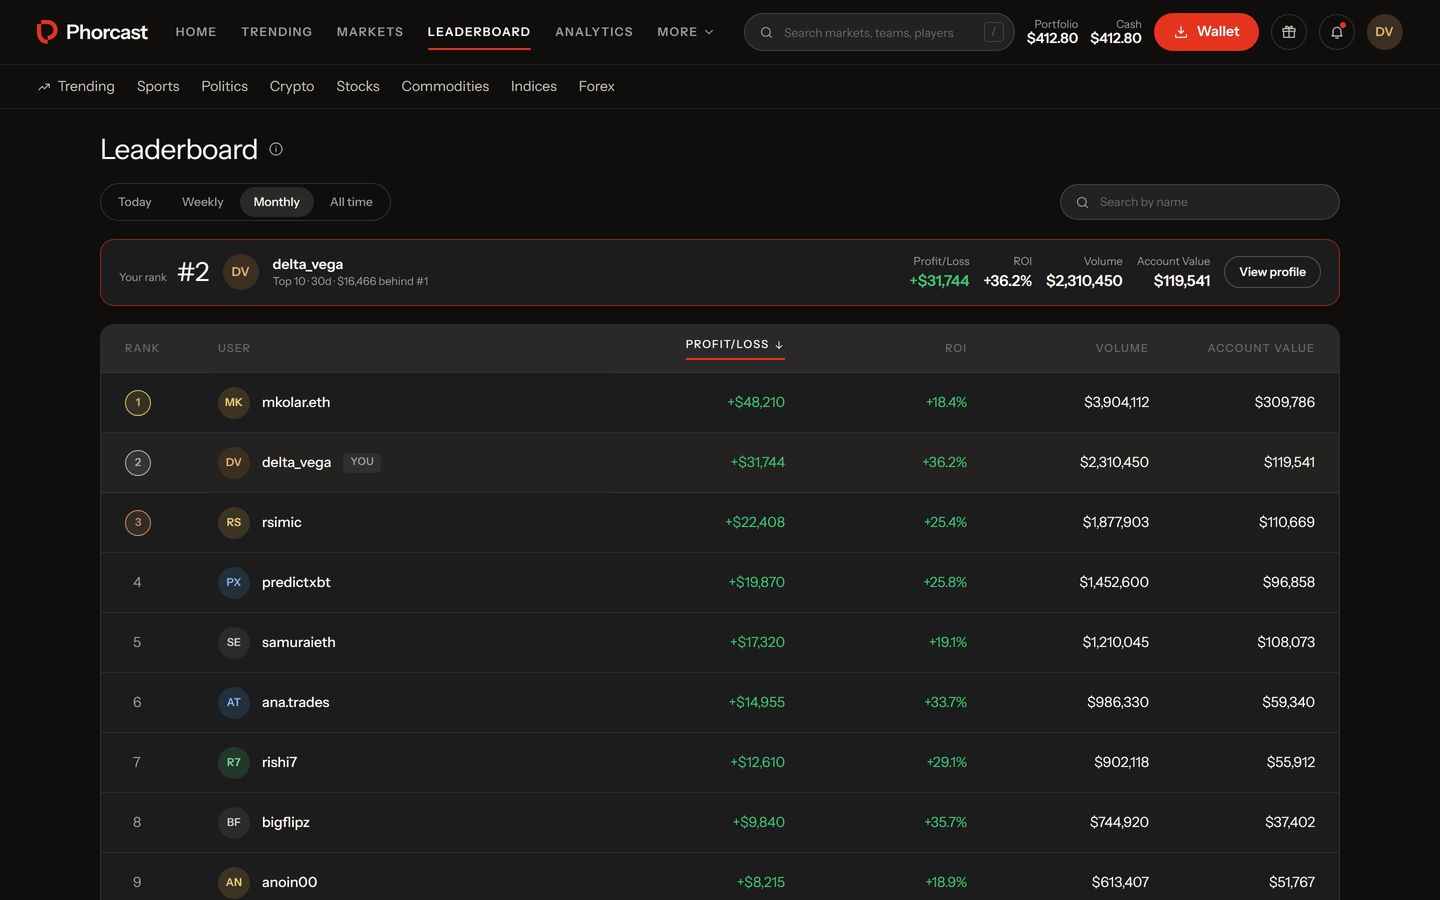 Phorcast HOME TRENDING MARKETS LEADERBOARD ANALYTICS MORE Search markets, teams, players / Portfolio $412.80 Cash $412.80 Wallet DV
Trending Sports Politics Crypto Stocks Commodities Indices Forex
Leaderboard
Today Weekly Monthly All time Search by name
Your rank #2 DV delta_vega
Top 10 · 30d · $16,466 behind #1
Profit/Loss ROI Volume Account Value
+$31,744 +36.2% $2,310,450 $119,541 View profile
RANK USER PROFIT/LOSS ↓ ROI VOLUME ACCOUNT VALUE
1 MK mkolar.eth +$48,210 +18.4% $3,904,112 $309,786
2 DV delta_vega YOU +$31,744 +36.2% $2,310,450 $119,541
3 RS rsimic +$22,408 +25.4% $1,877,903 $110,669
4 PX predictxbt +$19,870 +25.8% $1,452,600 $96,858
5 SE samuraieth +$17,320 +19.1% $1,210,045 $108,073
6 AT ana.trades +$14,955 +33.7% $986,330 $59,340
7 R7 rishi7 +$12,610 +29.1% $902,118 $55,912
8 BF bigflipz +$9,840 +35.7% $744,920 $37,402
9 AN anoin00 +$8,215 +18.9% $613,407 $51,767